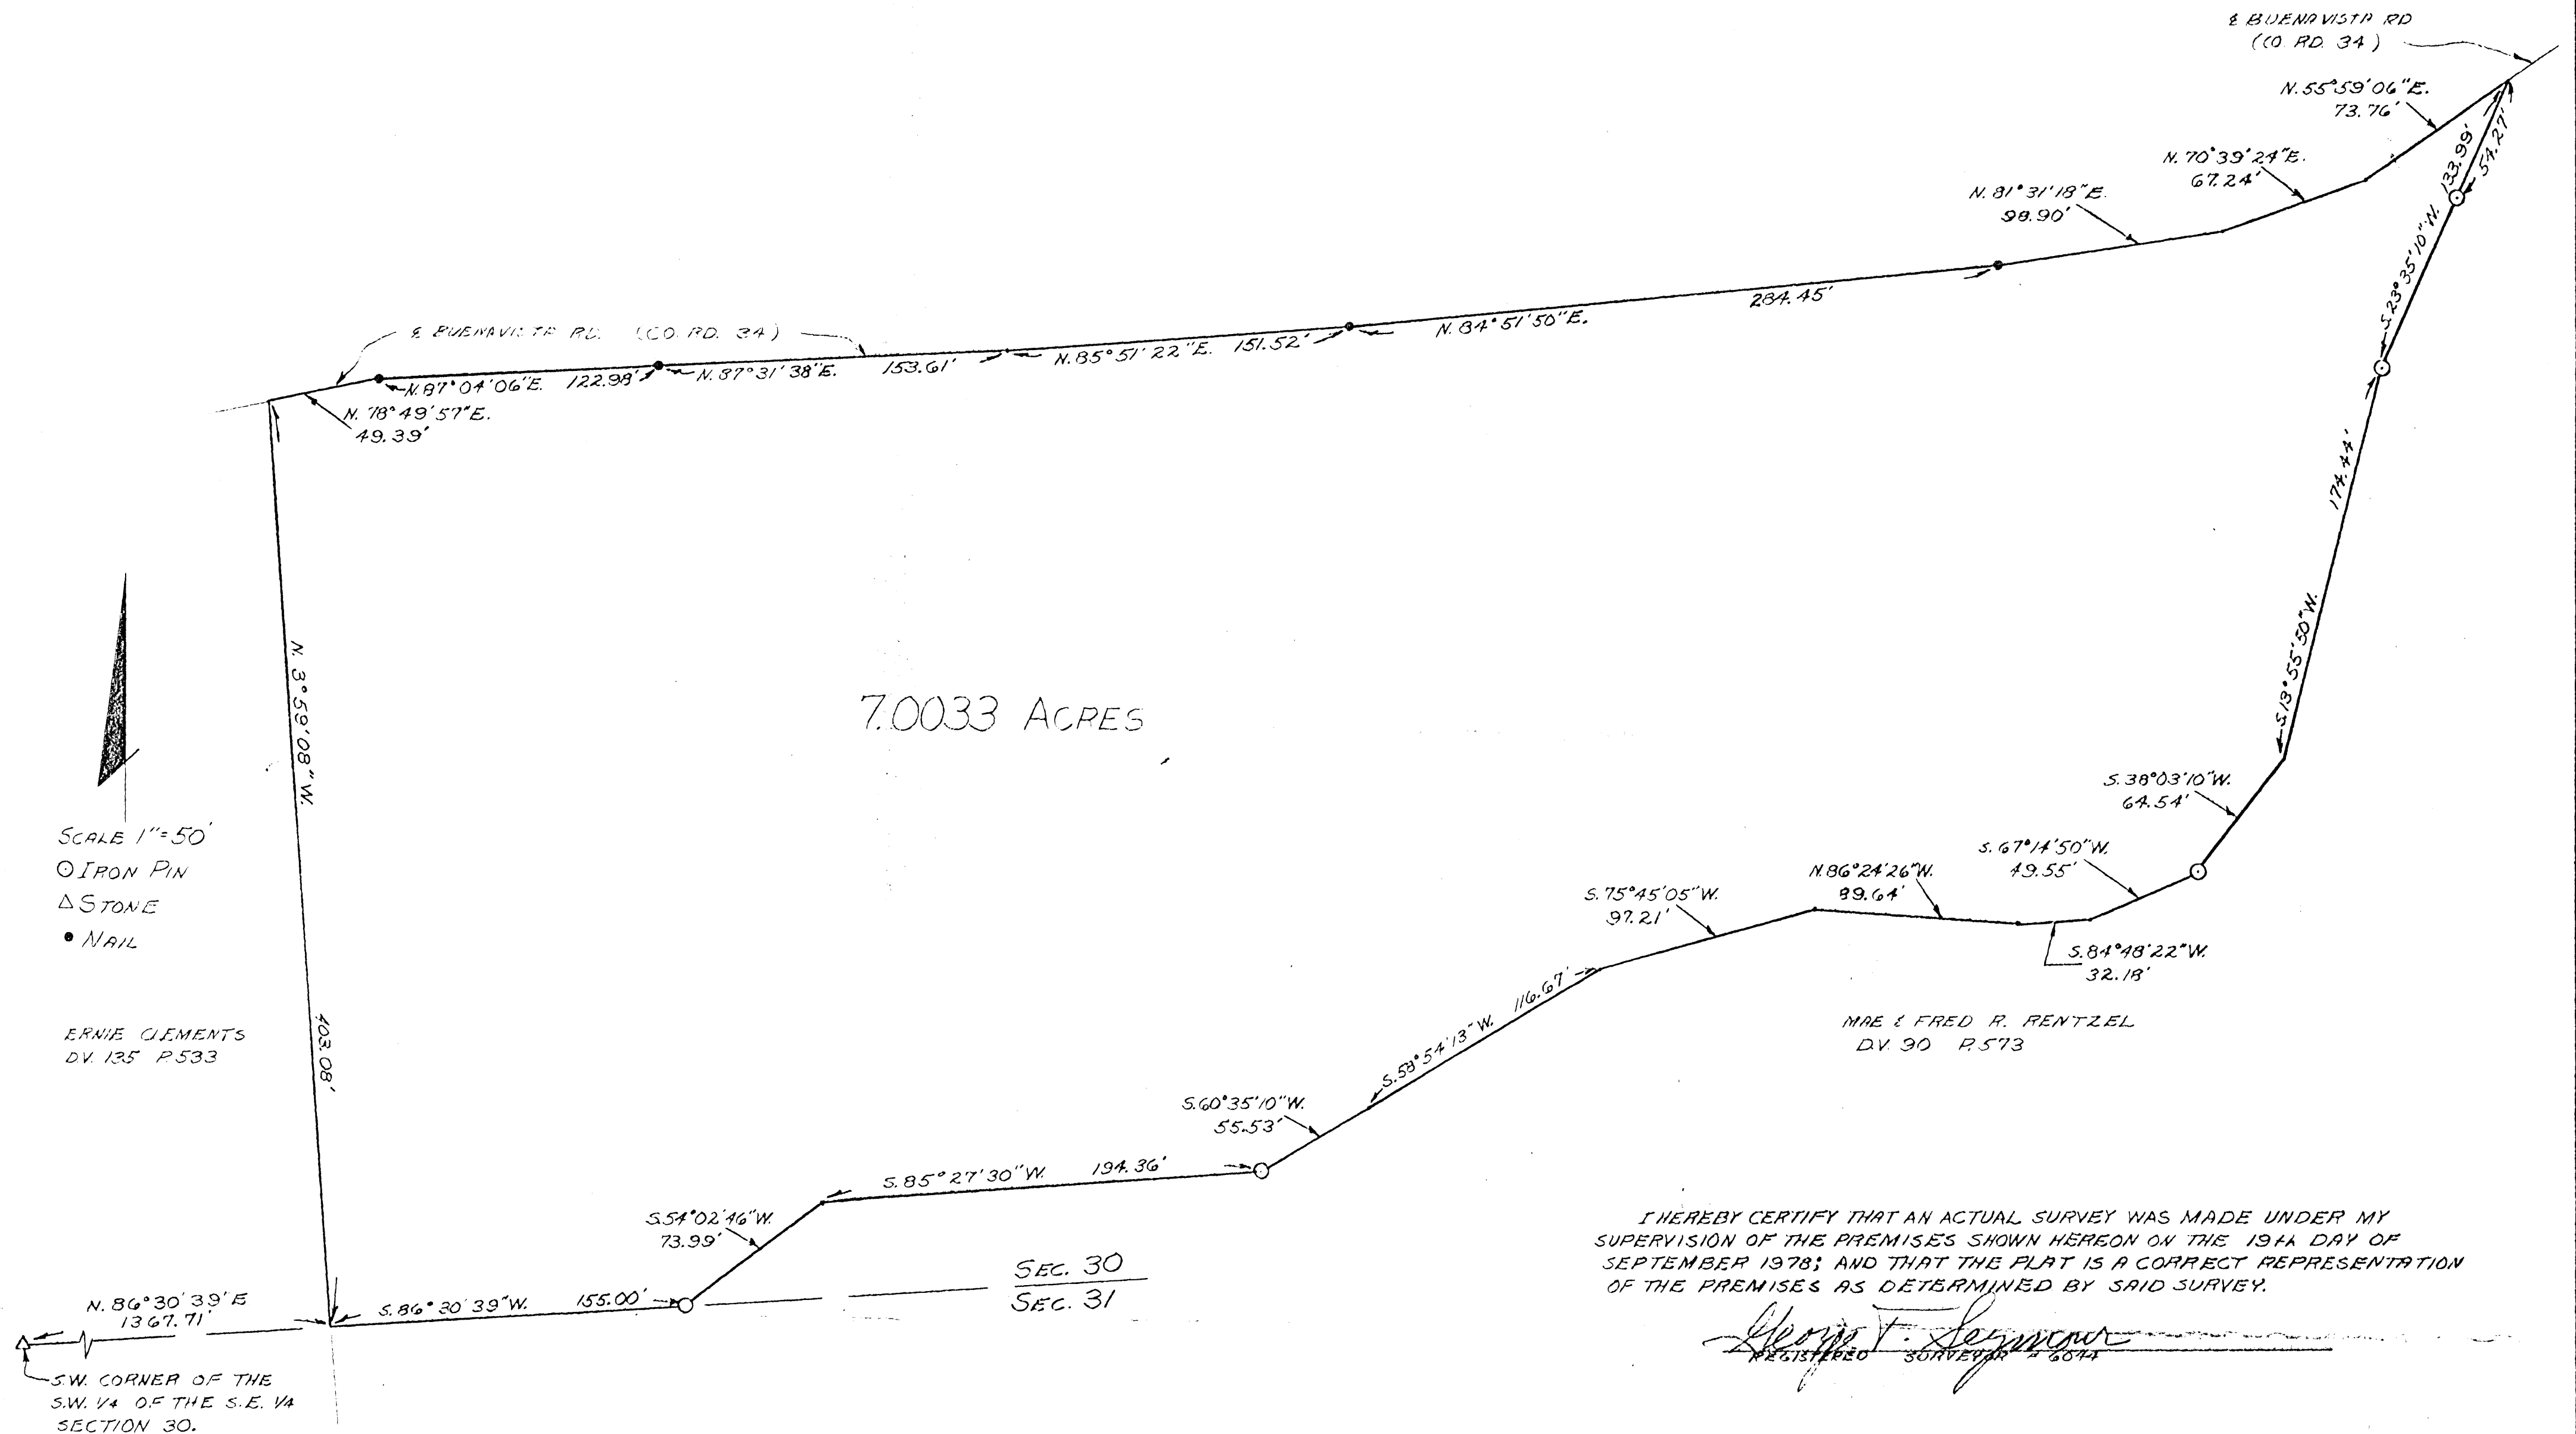 ℄ BUENAVISTA RD
(CO. RD. 34)
N. 55°59'06"E.
73.76'
N. 70°39'24"E.
67.24'
N. 81°31'18"E.
98.90'
133.99'
54.27'
S. 23°35'10"W.
284.45'
N. 84°51'50"E.
℄ BUENAVISTA RD. (CO. RD. 34)
N. 85°51'22"E. 151.52'
N. 87°31'38"E. 153.61'
N. 87°04'06"E. 122.98'
N. 78°49'57"E.
49.39'
174.44'
S. 13°55'50"W.
N. 3°59'08"W.
403.08'
7.0033 ACRES
SCALE 1"=50'
IRON PIN
STONE
NAIL
S. 38°03'10"W.
64.54'
S. 67°14'50"W.
49.55'
N. 86°24'26"W.
89.64'
S. 75°45'05"W.
97.21'
S. 84°48'22"W.
32.18'
ERNIE CLEMENTS
D.V. 135 P. 533
MAE & FRED R. RENTZEL
D.V. 90 P. 573
S. 58°54'13"W. 116.67'
S. 60°35'10"W.
55.53'
S. 85°27'30"W. 194.36'
S. 54°02'46"W.
73.99'
SEC. 30
SEC. 31
S. 86°30'39"W. 155.00'
N. 86°30'39"E
1367.71'
S.W. CORNER OF THE
S.W. 1/4 OF THE S.E. 1/4
SECTION 30.
I HEREBY CERTIFY THAT AN ACTUAL SURVEY WAS MADE UNDER MY
SUPERVISION OF THE PREMISES SHOWN HEREON ON THE 19th DAY OF
SEPTEMBER 1978; AND THAT THE PLAT IS A CORRECT REPRESENTATION
OF THE PREMISES AS DETERMINED BY SAID SURVEY.
George T. Seymour
REGISTERED SURVEYOR # 6044